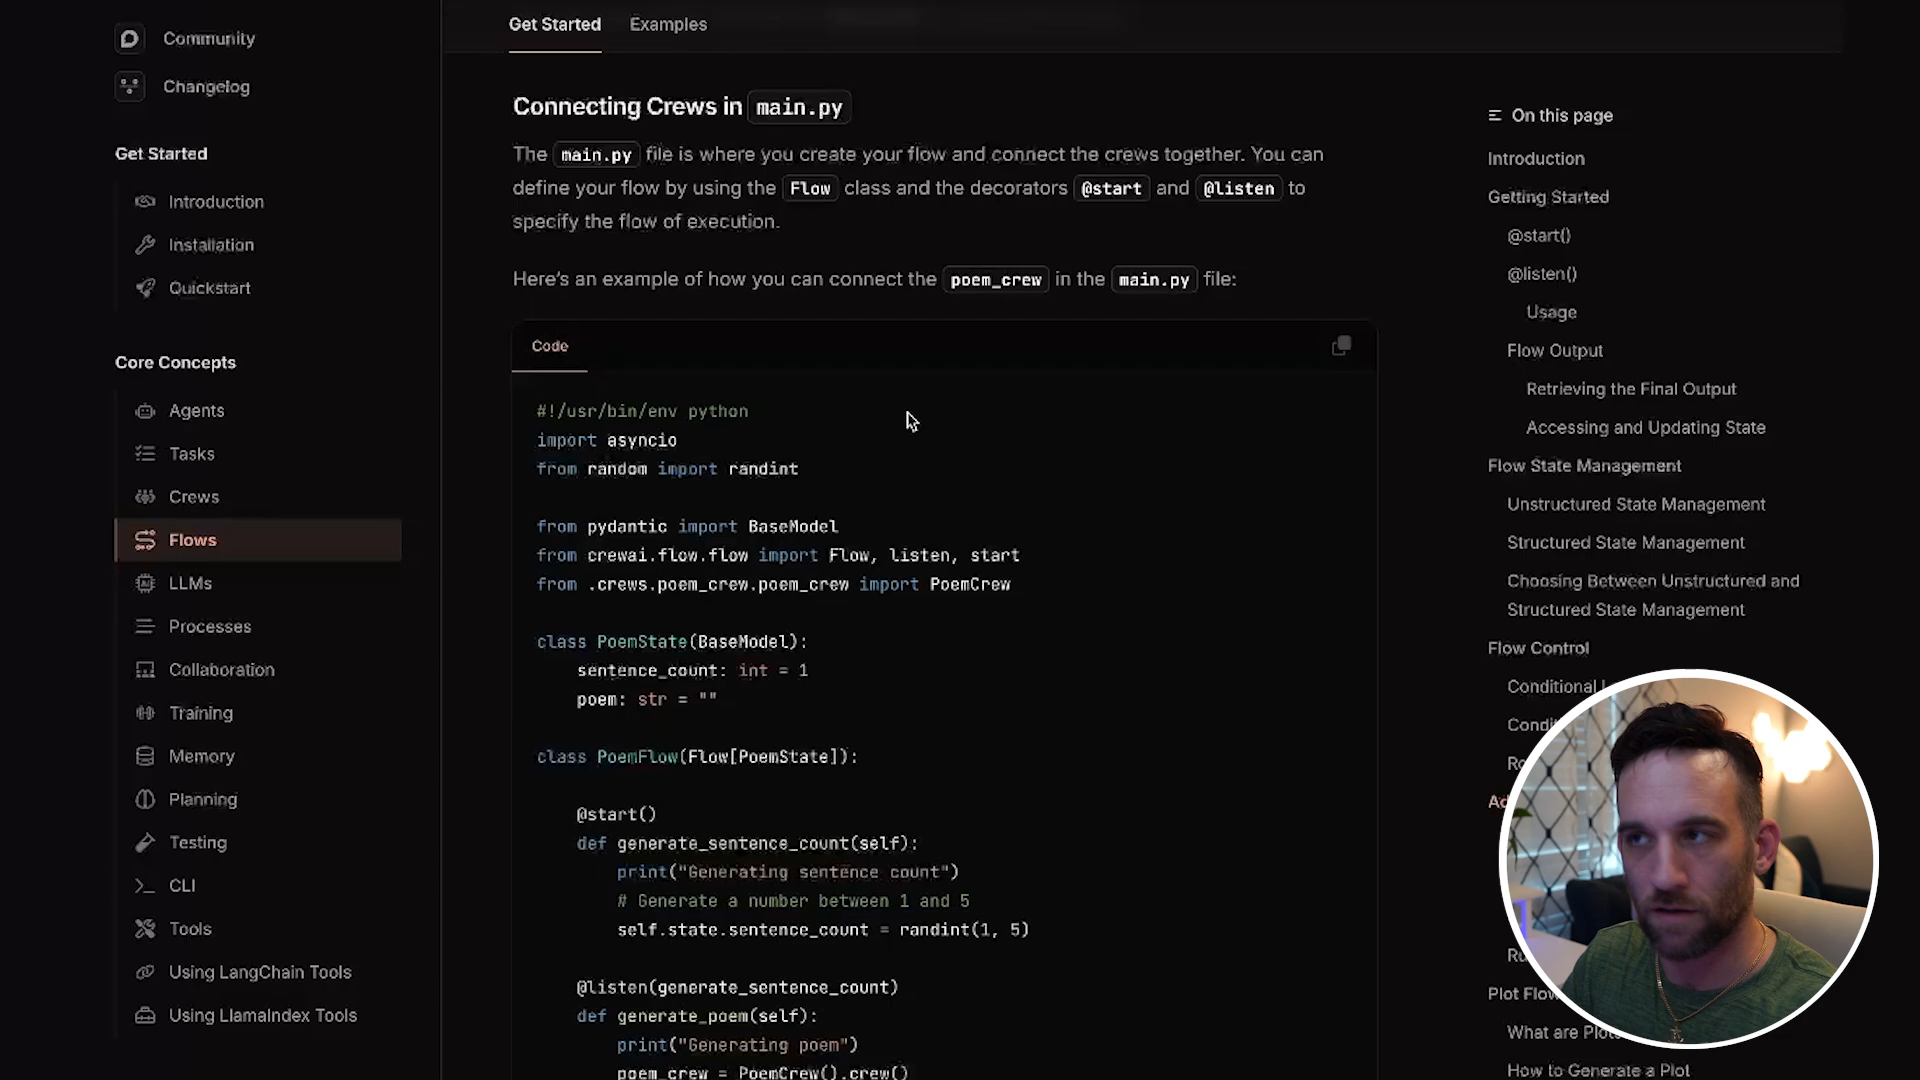 Community
Changelog
Get Started
Introduction
Installation
Quickstart
Core Concepts
Agents
Tasks
Crews
Flows
LLMs
Processes
Collaboration
Training
Memory
Planning
Testing
CLI
Tools
Using LangChain Tools
Using LlamaIndex Tools
Get Started Examples
Connecting Crews in main.py
The main.py file is where you create your flow and connect the crews together. You can
define your flow by using the Flow class and the decorators @start and @listen to
specify the flow of execution.
Here's an example of how you can connect the poem_crew in the main.py file:
Code
#!/usr/bin/env python
import asyncio
from random import randint
from pydantic import BaseModel
from crewai.flow.flow import Flow, listen, start
from .crews.poem_crew.poem_crew import PoemCrew
class PoemState(BaseModel):
sentence_count: int = 1
poem: str = ""
class PoemFlow(Flow[PoemState]):
@start()
def generate_sentence_count(self):
print("Generating sentence count")
# Generate a number between 1 and 5
self.state.sentence_count = randint(1, 5)
@listen(generate_sentence_count)
def generate_poem(self):
print("Generating poem")
poem_crew = PoemCrew().crew()
On this page
Introduction
Getting Started
@start()
@listen()
Usage
Flow Output
Retrieving the Final Output
Accessing and Updating State
Flow State Management
Unstructured State Management
Structured State Management
Choosing Between Unstructured and
Structured State Management
Flow Control
Conditional
Plot
What are
How to Generate a Plot